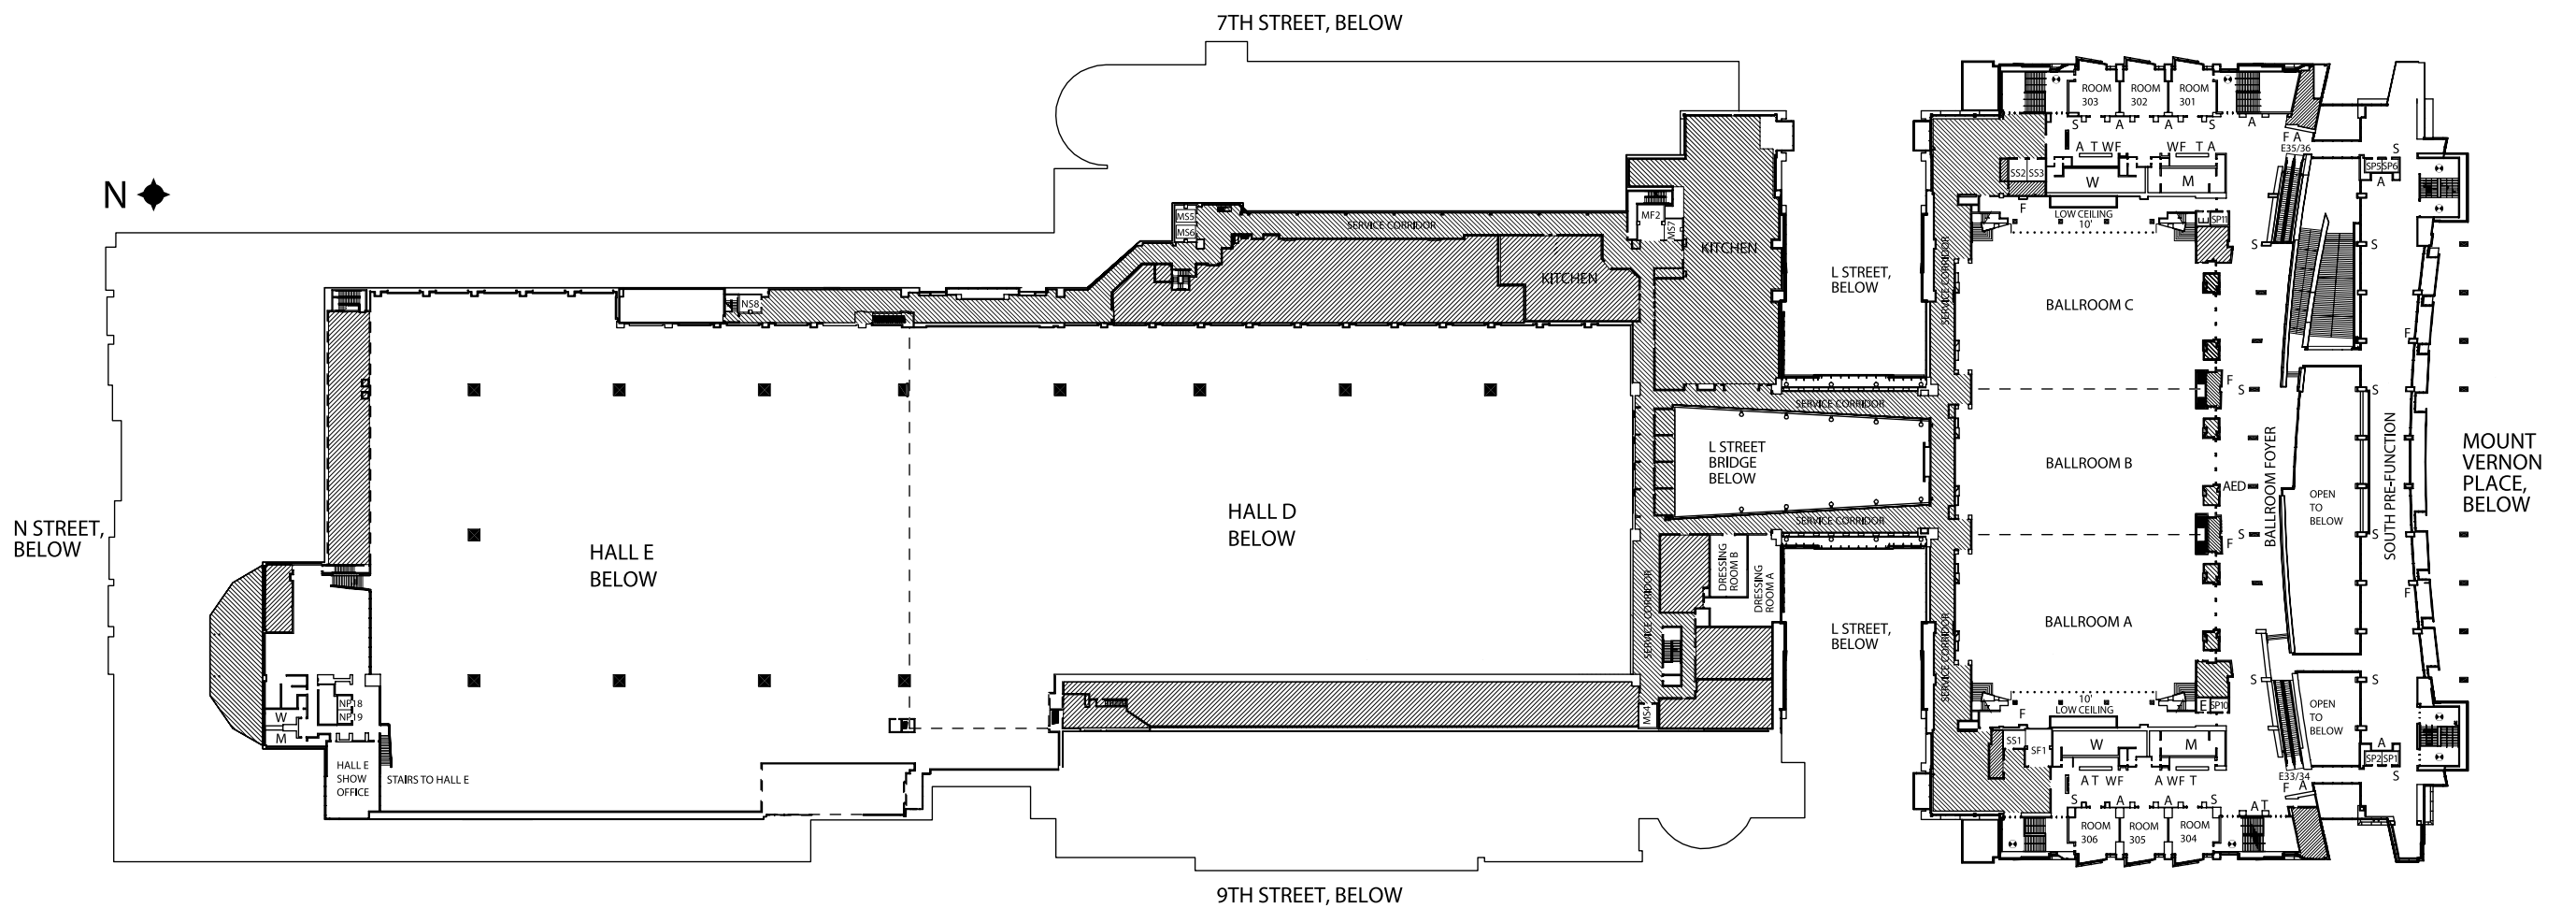 7TH STREET, BELOW
N
ROOM
303
ROOM
302
ROOM
301
S
A
A
S
A
F A
E35/36
A T WF
WF T A
S
SP5
SP6
A
SS2
SS3
W
M
F
LOW CEILING
10'
E
SP11
MS5
MS6
SERVICE CORRIDOR
MF2
MS7
KITCHEN
KITCHEN
L STREET,
BELOW
SERVICE CORRIDOR
BALLROOM C
S
S
NS8
F
F
S
S
SERVICE CORRIDOR
L STREET
BRIDGE
BELOW
BALLROOM B
AED
BALLROOM FOYER
OPEN
TO
BELOW
SOUTH PRE-FUNCTION
MOUNT
VERNON
PLACE,
BELOW
N STREET,
BELOW
HALL E
BELOW
HALL D
BELOW
SERVICE CORRIDOR
S
F
S
DRESSING
ROOM B
DRESSING
ROOM A
SERVICE CORRIDOR
L STREET,
BELOW
SERVICE CORRIDOR
BALLROOM A
F
S
S
NP18
NP19
W
M
MS4
10'
LOW CEILING
F
E
SP10
OPEN
TO
BELOW
SS1
SF1
W
M
A
SP2
SP1
S
HALL E
SHOW
OFFICE
STAIRS TO HALL E
A T WF
A WF T
E33/34
F A
S
A
A
S
A T
ROOM
306
ROOM
305
ROOM
304
9TH STREET, BELOW